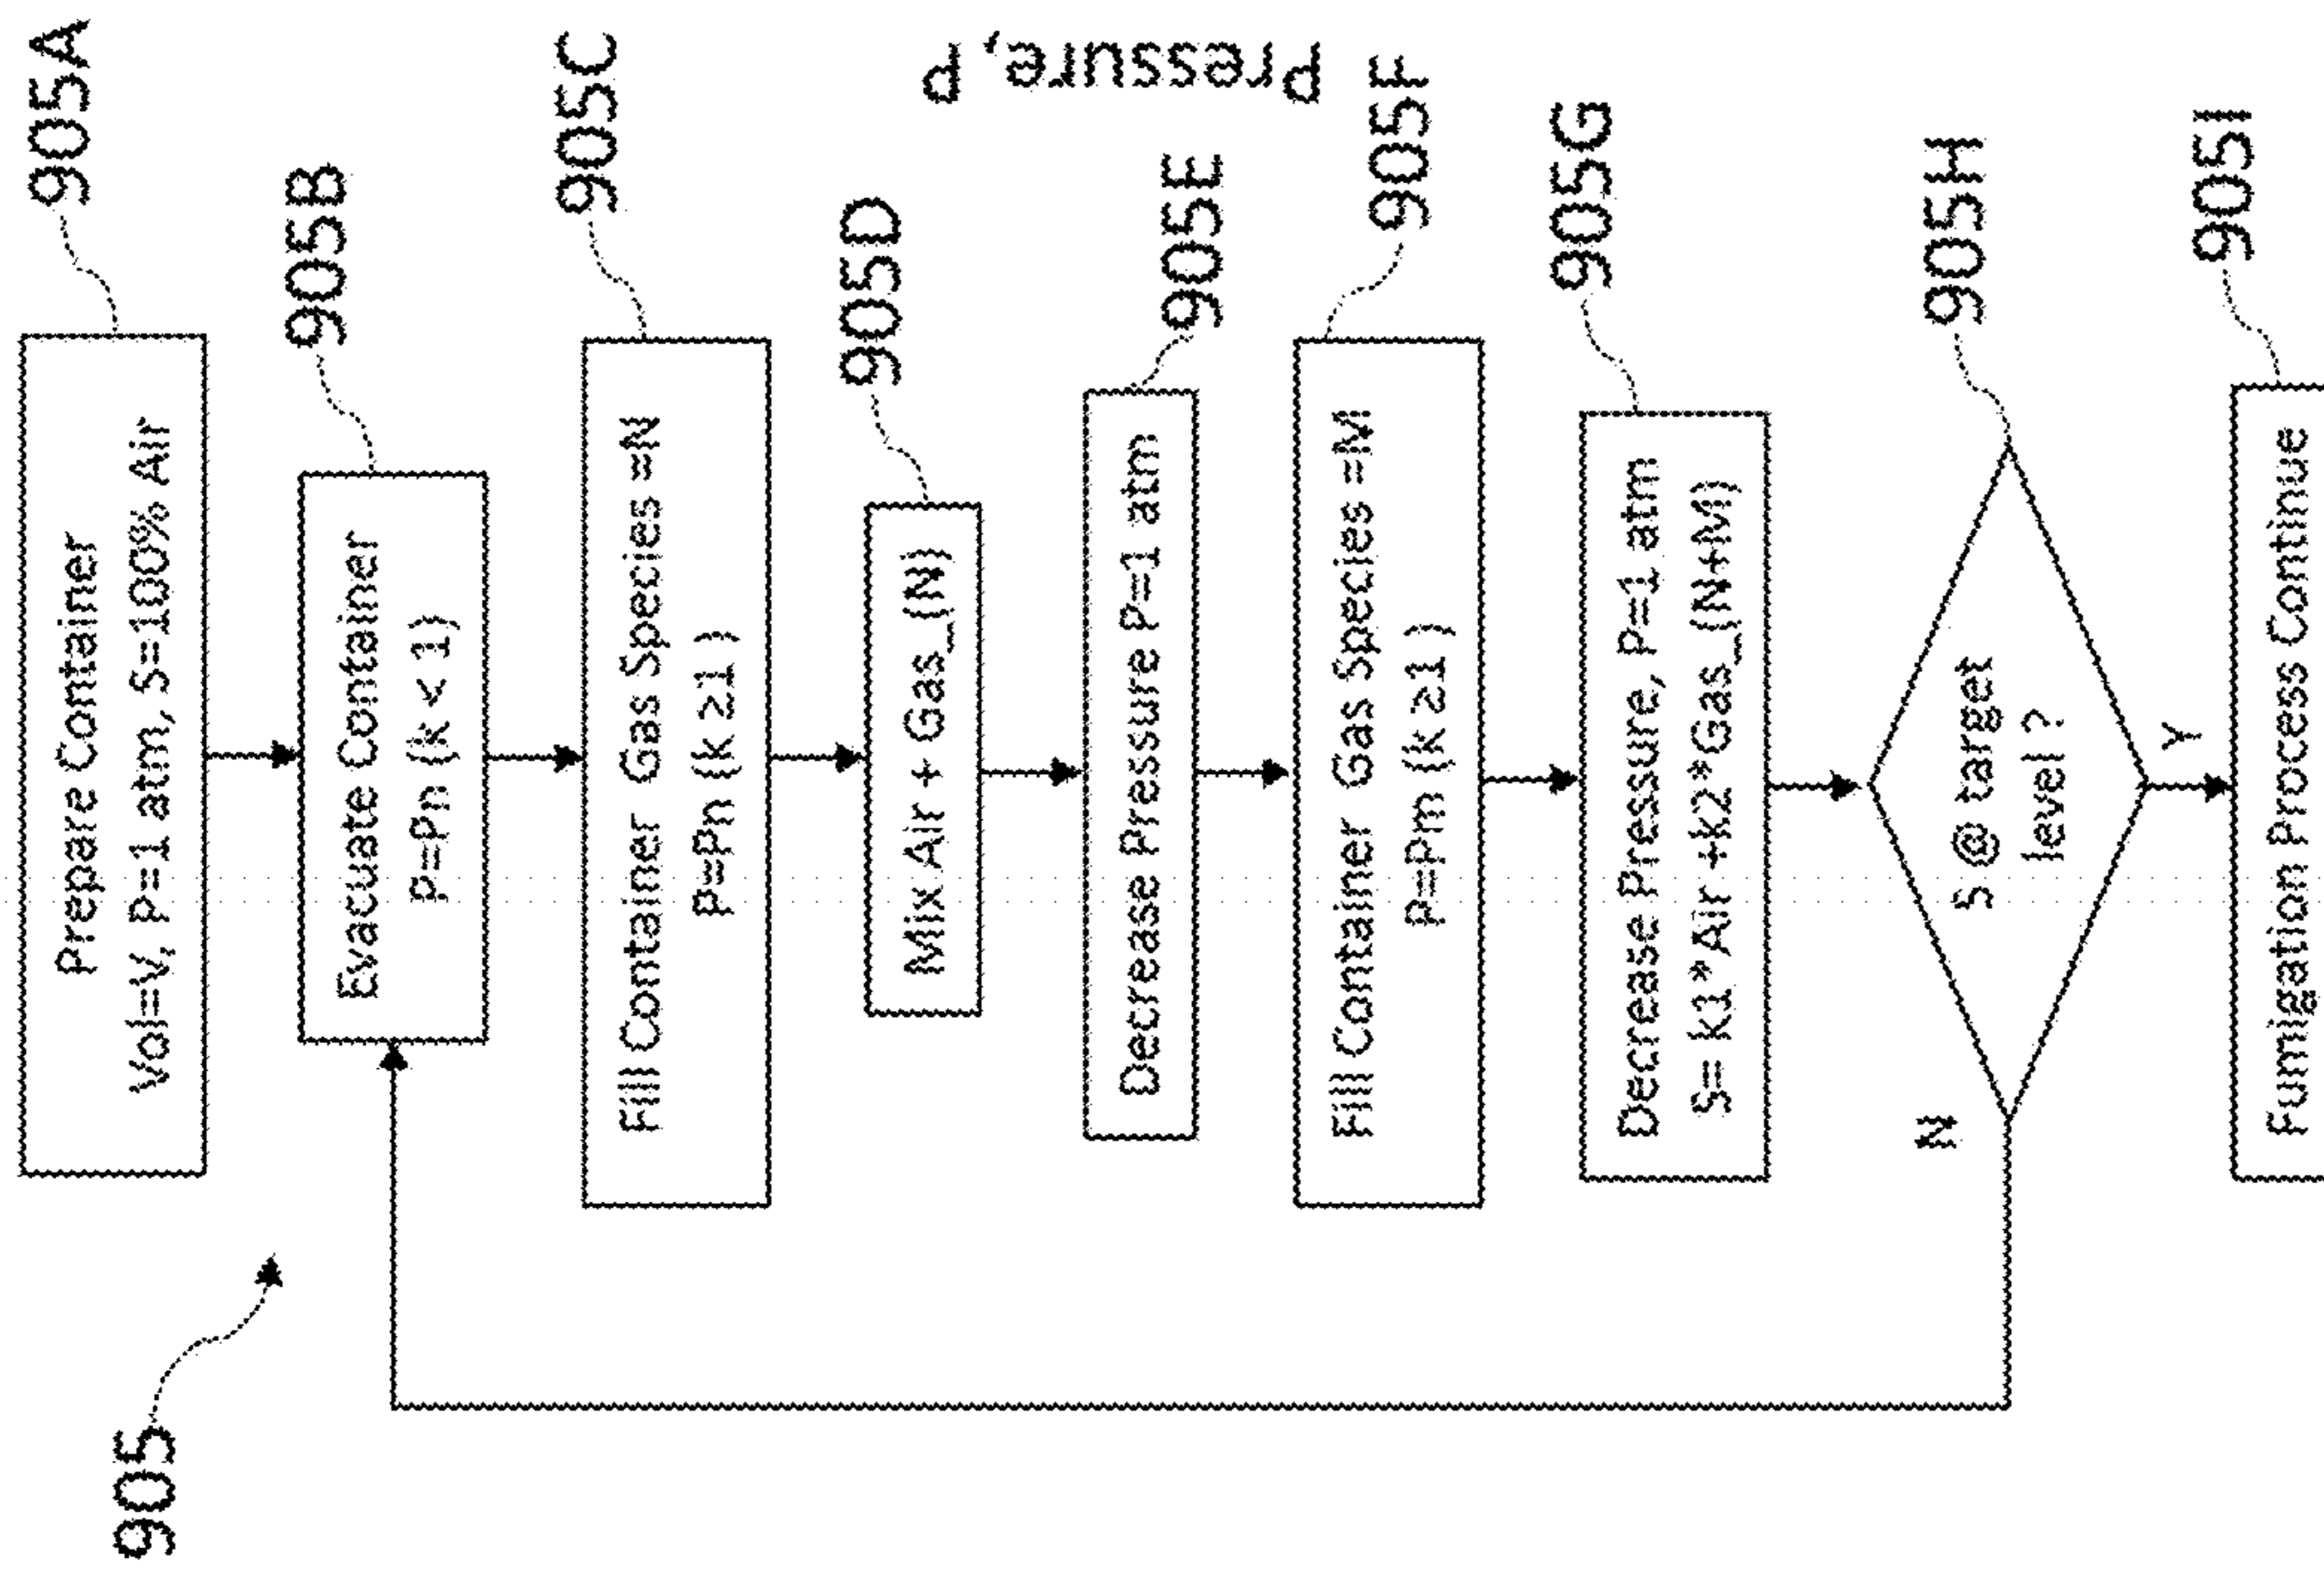 905
905A
Prepare Container
Vol=V, P=1 atm, S=100% Air
905B
Evacuate Container
P=Pn (k < 1)
905C
Fill Container Gas Species =N
P=Pn (k ≥1 )
905D
Mix Air + Gas_(N)
905E
Decrease Pressure P=1 atm
Pressure, P
905F
Fill Container Gas Species =M
P=Pm (k ≥1 )
905G
Decrease Pressure, P=1 atm
S= k1*Air +k2*Gas_(N+M)
905H
S @ target
level ?
N
Y
905I
Fumigation Process Continue